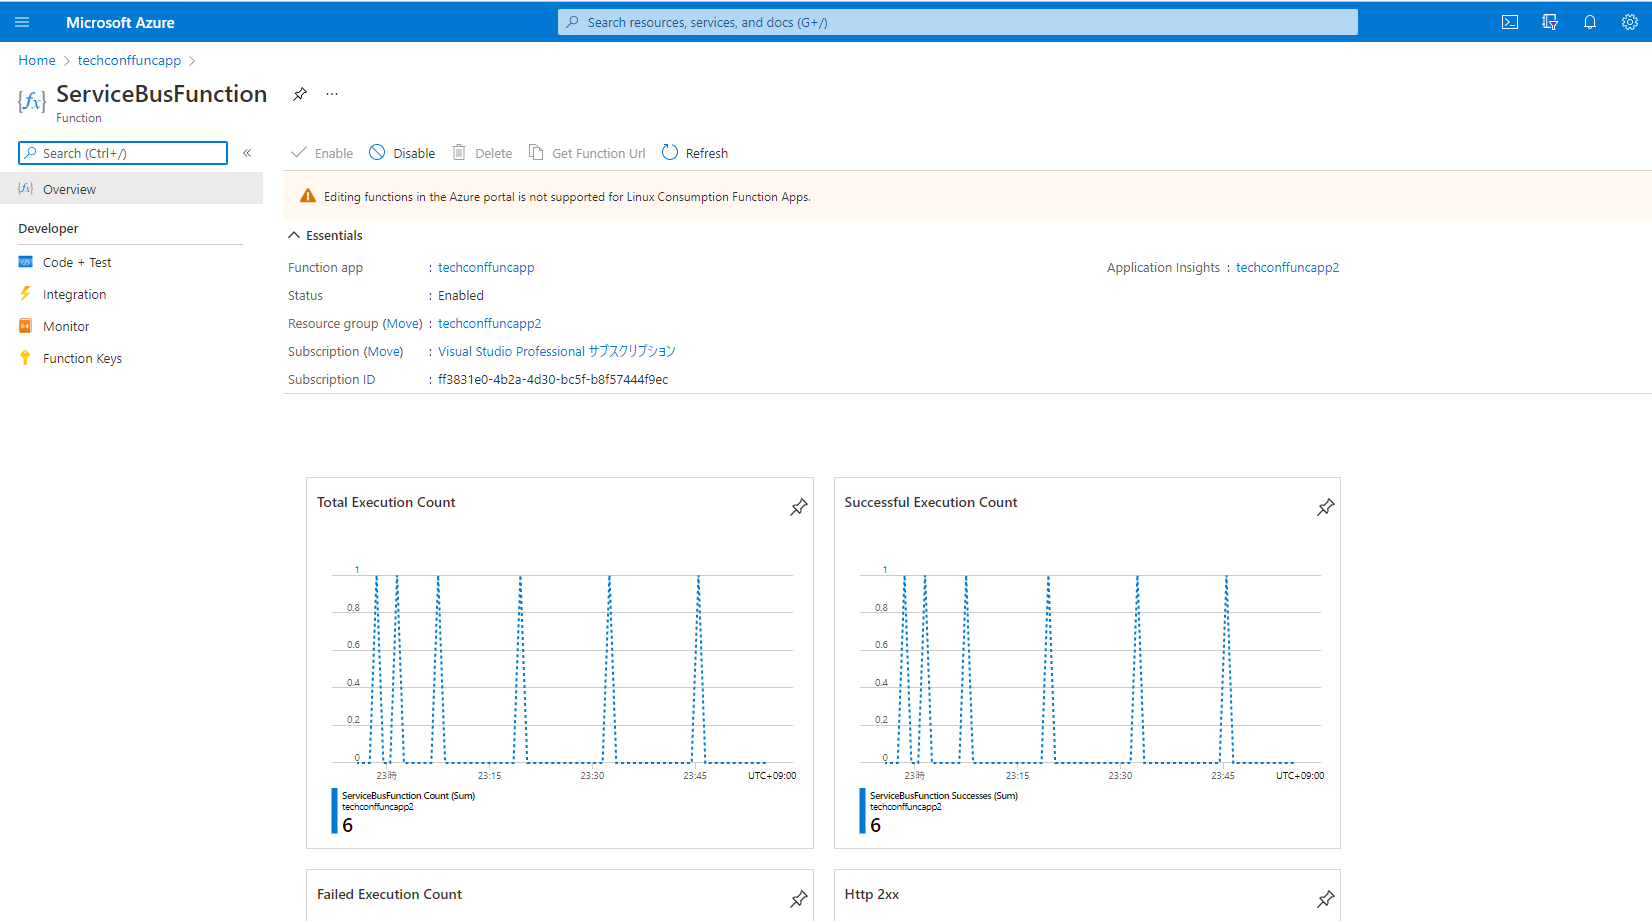 Microsoft Azure
Search resources, services, and docs (G+/)
Home > techconffuncapp >
ServiceBusFunction
Function
Search (Ctrl+/)
Enable
Disable
Delete
Get Function Url
Refresh
Overview
Developer
Code + Test
Integration
Monitor
Function Keys
Editing functions in the Azure portal is not supported for Linux Consumption Function Apps.
Essentials
Function app : techconffuncapp
Application Insights : techconffuncapp2
Status : Enabled
Resource group (Move) : techconffuncapp2
Subscription (Move) : Visual Studio Professional サブスクリプション
Subscription ID : ff3831e0-4b2a-4d30-bc5f-b8f57444f9ec
Total Execution Count
1
0.8
0.6
0.4
0.2
0
23時 23:15 23:30 23:45 UTC+09:00
ServiceBusFunction Count (Sum)
techconffuncapp2
6
Successful Execution Count
1
0.8
0.6
0.4
0.2
0
23時 23:15 23:30 23:45 UTC+09:00
ServiceBusFunction Successes (Sum)
techconffuncapp2
6
Failed Execution Count
Http 2xx